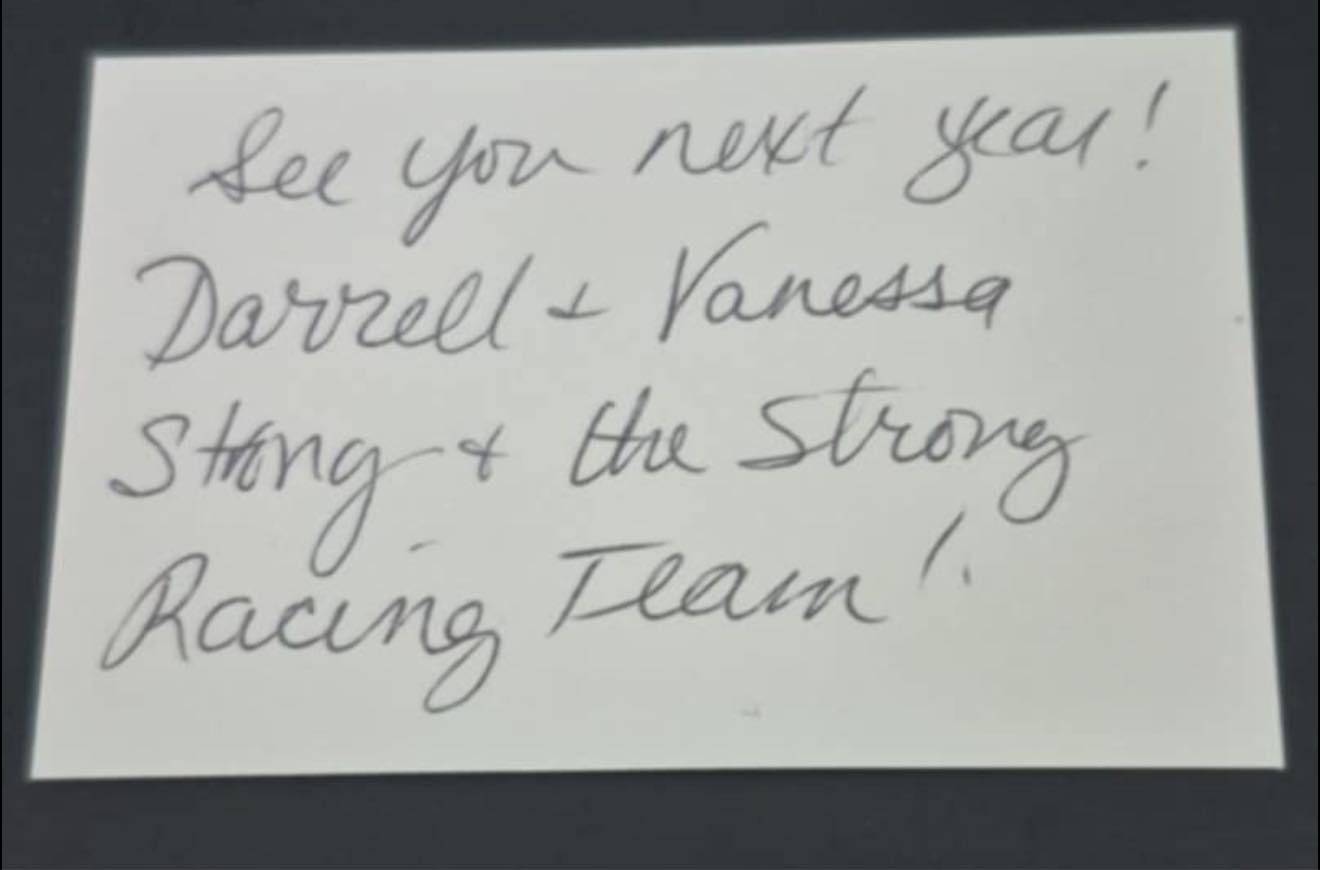 See you next year!
Darrell + Vanessa
Strong + the Strong
Racing Team!